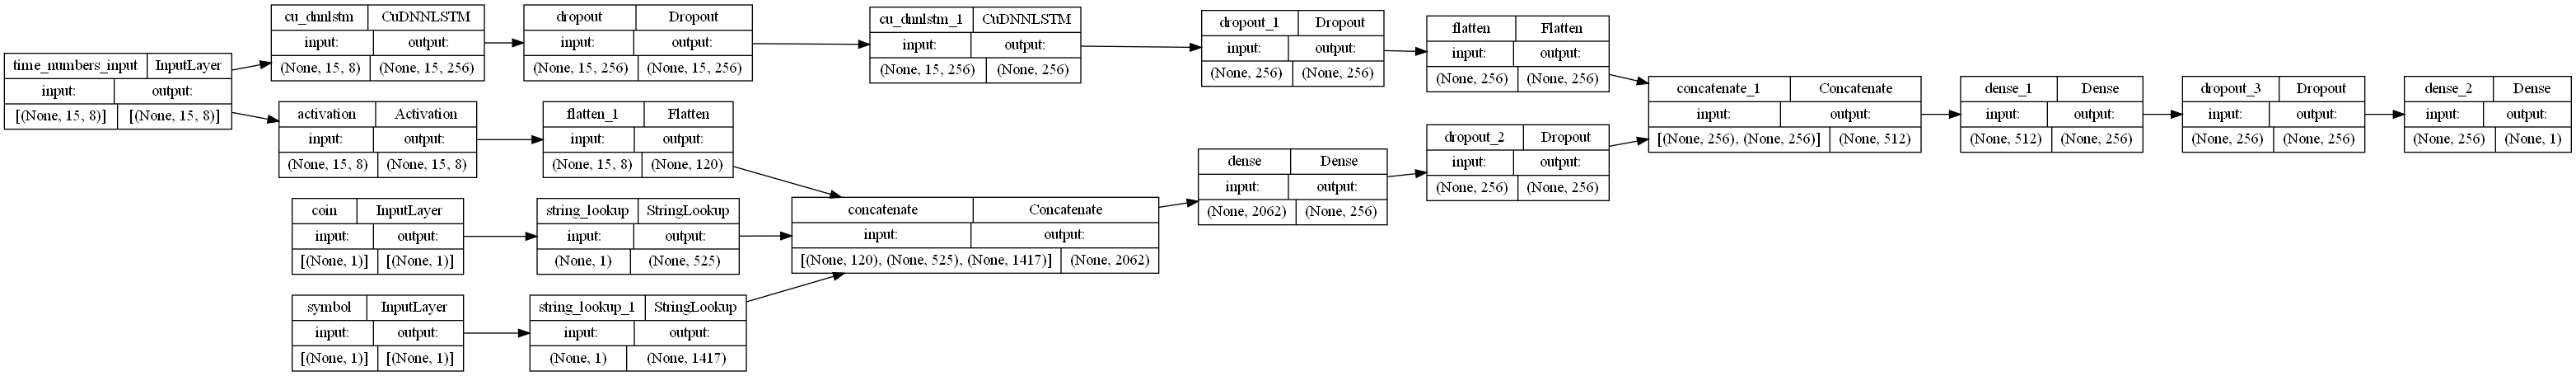 time_numbers_input InputLayer
input: output:
[(None, 15, 8)] [(None, 15, 8)]
cu_dnnlstm CuDNNLSTM
input: output:
(None, 15, 8) (None, 15, 256)
dropout Dropout
input: output:
(None, 15, 256) (None, 15, 256)
cu_dnnlstm_1 CuDNNLSTM
input: output:
(None, 15, 256) (None, 256)
dropout_1 Dropout
input: output:
(None, 256) (None, 256)
flatten Flatten
input: output:
(None, 256) (None, 256)
activation Activation
input: output:
(None, 15, 8) (None, 15, 8)
flatten_1 Flatten
input: output:
(None, 15, 8) (None, 120)
coin InputLayer
input: output:
[(None, 1)] [(None, 1)]
string_lookup StringLookup
input: output:
(None, 1) (None, 525)
symbol InputLayer
input: output:
[(None, 1)] [(None, 1)]
string_lookup_1 StringLookup
input: output:
(None, 1) (None, 1417)
concatenate Concatenate
input: output:
[(None, 120), (None, 525), (None, 1417)] (None, 2062)
dense Dense
input: output:
(None, 2062) (None, 256)
dropout_2 Dropout
input: output:
(None, 256) (None, 256)
concatenate_1 Concatenate
input: output:
[(None, 256), (None, 256)] (None, 512)
dense_1 Dense
input: output:
(None, 512) (None, 256)
dropout_3 Dropout
input: output:
(None, 256) (None, 256)
dense_2 Dense
input: output:
(None, 256) (None, 1)